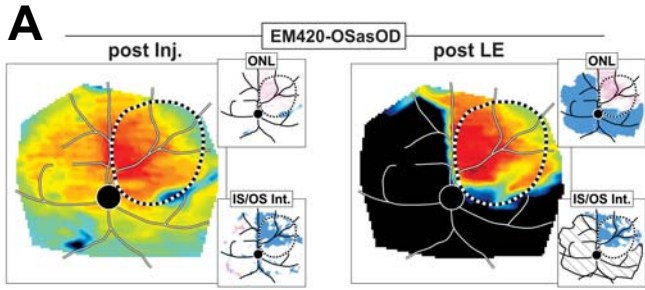 A
EM420-OSasOD
post Inj.
post LE
ONL
ONL
IS/OS Int.
IS/OS Int.